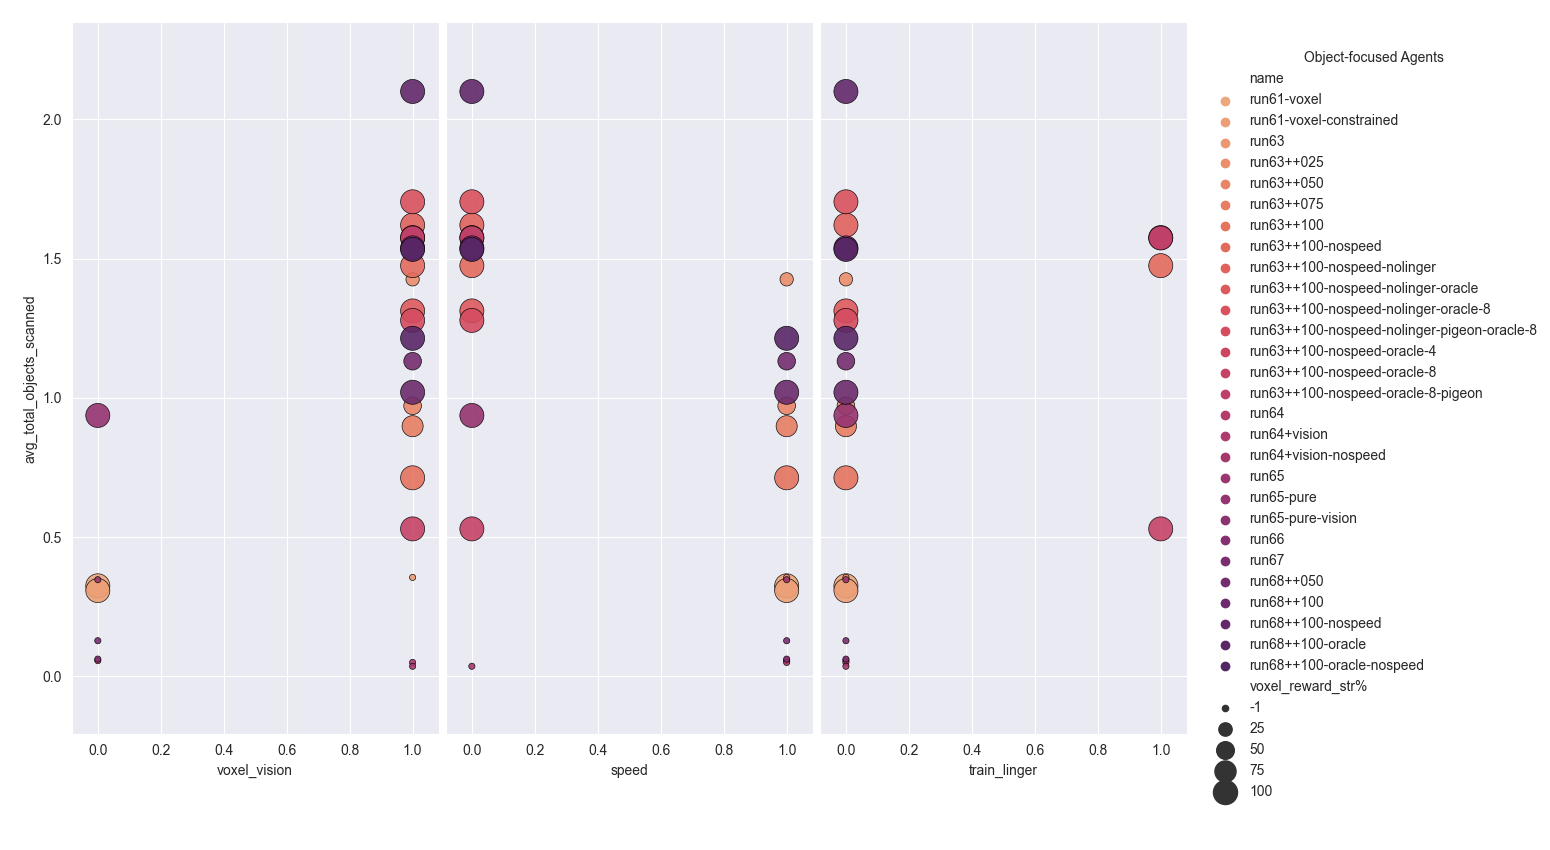 avg_total_objects_scanned
2.0
1.5
1.0
0.5
0.0
0.0 0.2 0.4 0.6 0.8 1.0
voxel_vision
0.0 0.2 0.4 0.6 0.8 1.0
speed
0.0 0.2 0.4 0.6 0.8 1.0
train_linger
Object-focused Agents
name
run61-voxel
run61-voxel-constrained
run63
run63++025
run63++050
run63++075
run63++100
run63++100-nospeed
run63++100-nospeed-nolinger
run63++100-nospeed-nolinger-oracle
run63++100-nospeed-nolinger-oracle-8
run63++100-nospeed-nolinger-pigeon-oracle-8
run63++100-nospeed-oracle-4
run63++100-nospeed-oracle-8
run63++100-nospeed-oracle-8-pigeon
run64
run64+vision
run64+vision-nospeed
run65
run65-pure
run65-pure-vision
run66
run67
run68++050
run68++100
run68++100-nospeed
run68++100-oracle
run68++100-oracle-nospeed
voxel_reward_str%
-1
25
50
75
100